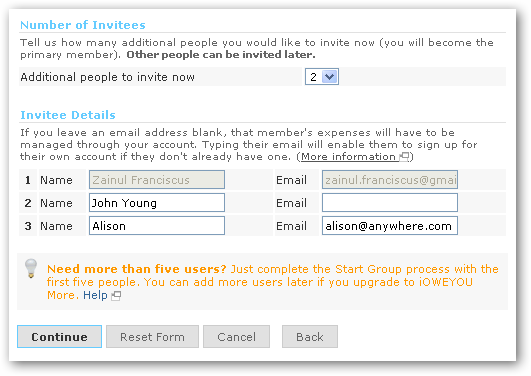 Number of Invitees
Tell us how many additional people you would like to invite now (you will become the
primary member). Other people can be invited later.
Additional people to invite now 2
Invitee Details
If you leave an email address blank, that member's expenses will have to be
managed through your account. Typing their email will enable them to sign up for
their own account if they don't already have one. (More information)
1 Name Zainul Franciscus Email zainul.franciscus@gmai
2 Name John Young Email
3 Name Alison Email alison@anywhere.com
Need more than five users? Just complete the Start Group process with the
first five people. You can add more users later if you upgrade to iOWEYOU
More. Help
Continue Reset Form Cancel Back